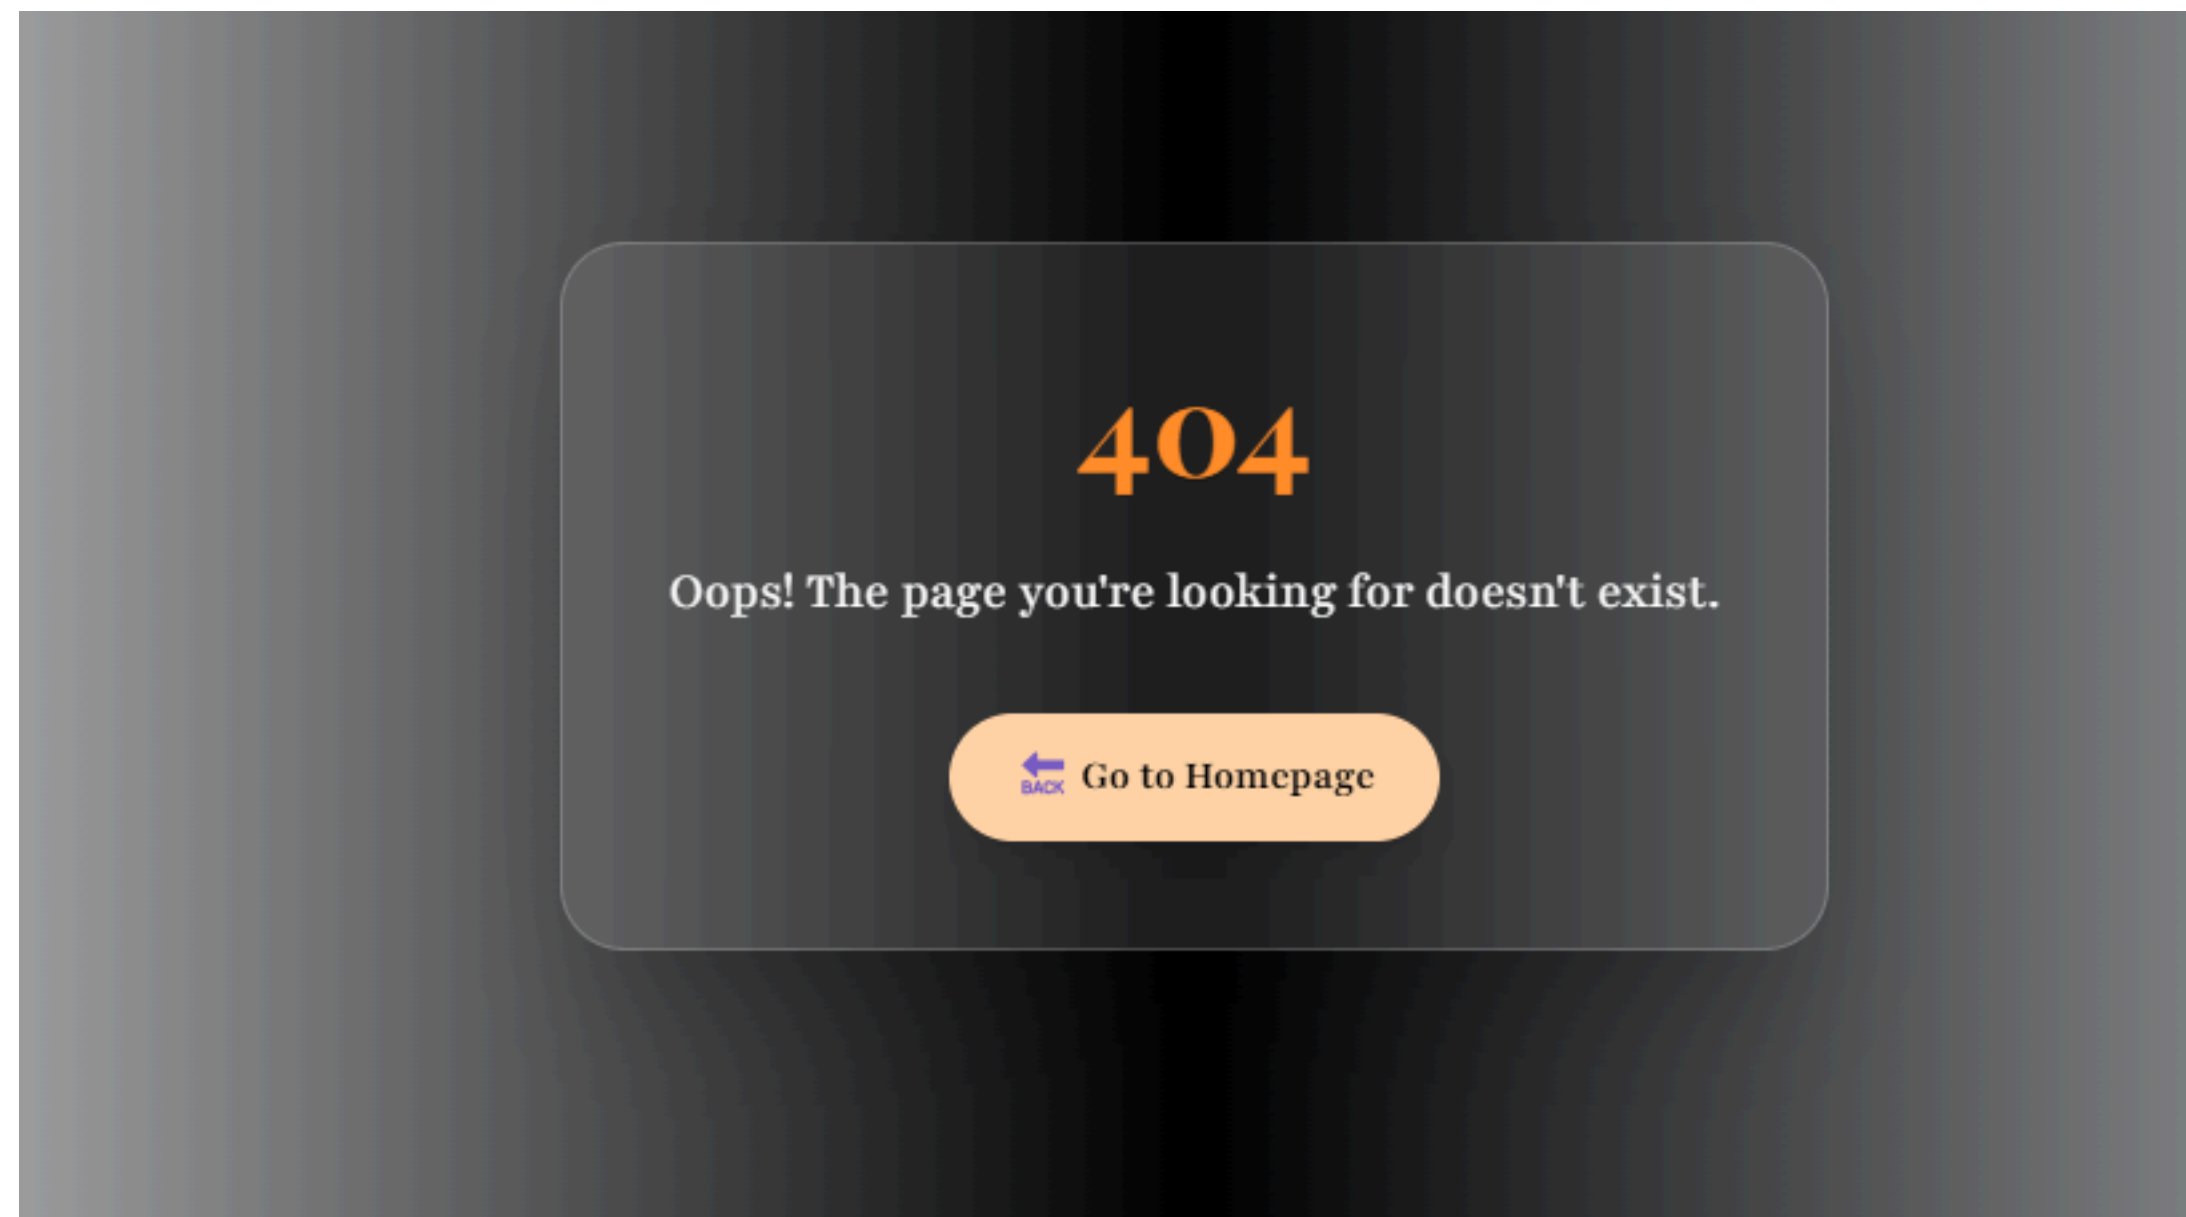 404
Oops! The page you're looking for doesn't exist.
BACK Go to Homepage